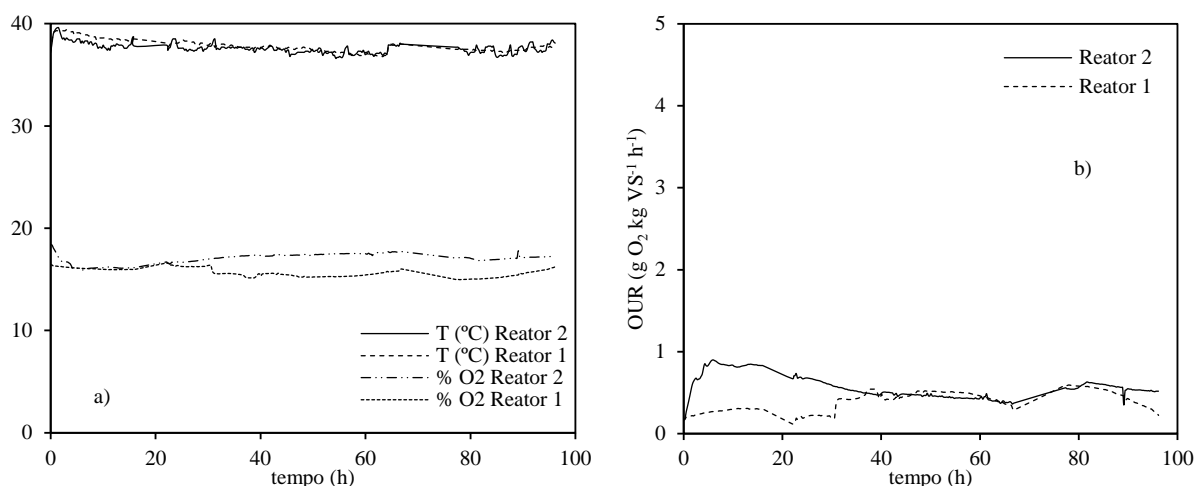 40
30
20
10
0
0
20
40
60
80
100
tempo (h)
T (ºC) Reator 2
T (ºC) Reator 1
% O2 Reator 2
% O2 Reator 1
a)
5
4
3
2
1
0
0
20
40
60
80
100
tempo (h)
OUR (g O₂ kg VS⁻¹ h⁻¹)
Reator 2
Reator 1
b)